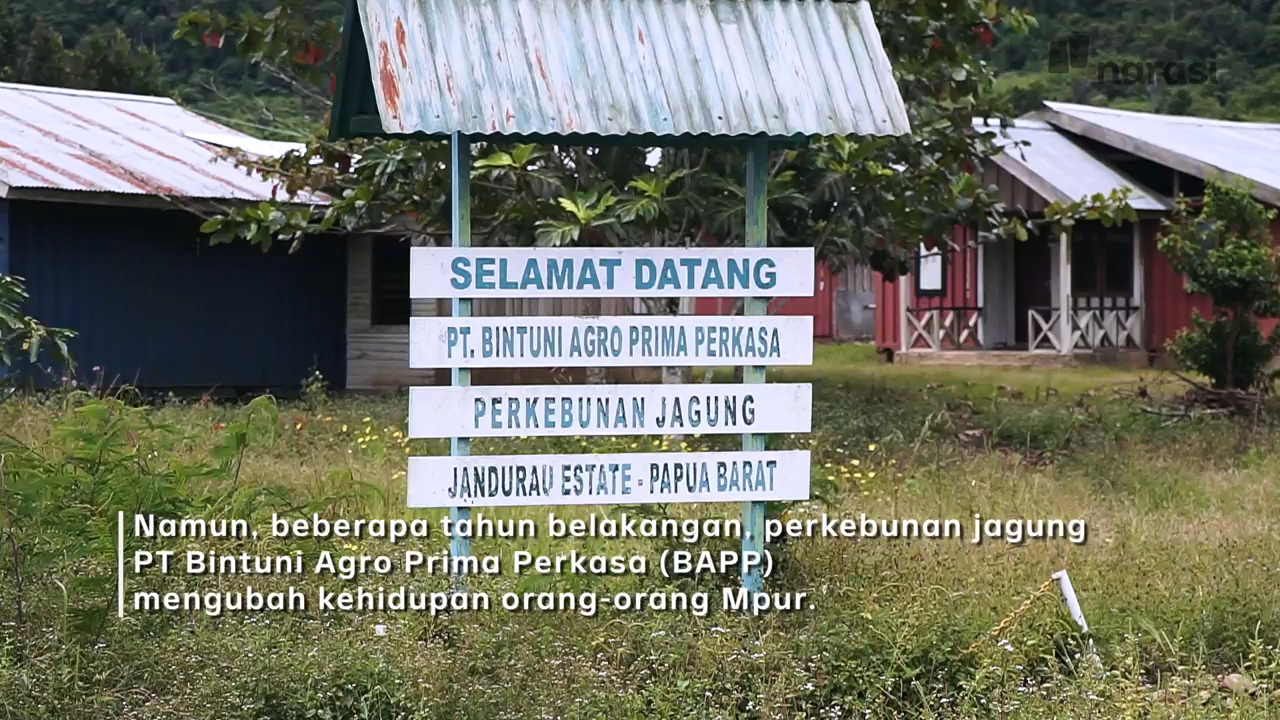 narasi
SELAMAT DATANG
PT. BINTUNI AGRO PRIMA PERKASA
PERKEBUNAN JAGUNG
JANDURAU ESTATE - PAPUA BARAT
Namun, beberapa tahun belakangan, perkebunan jagung
PT Bintuni Agro Prima Perkasa (BAPP)
mengubah kehidupan orang-orang Mpur.